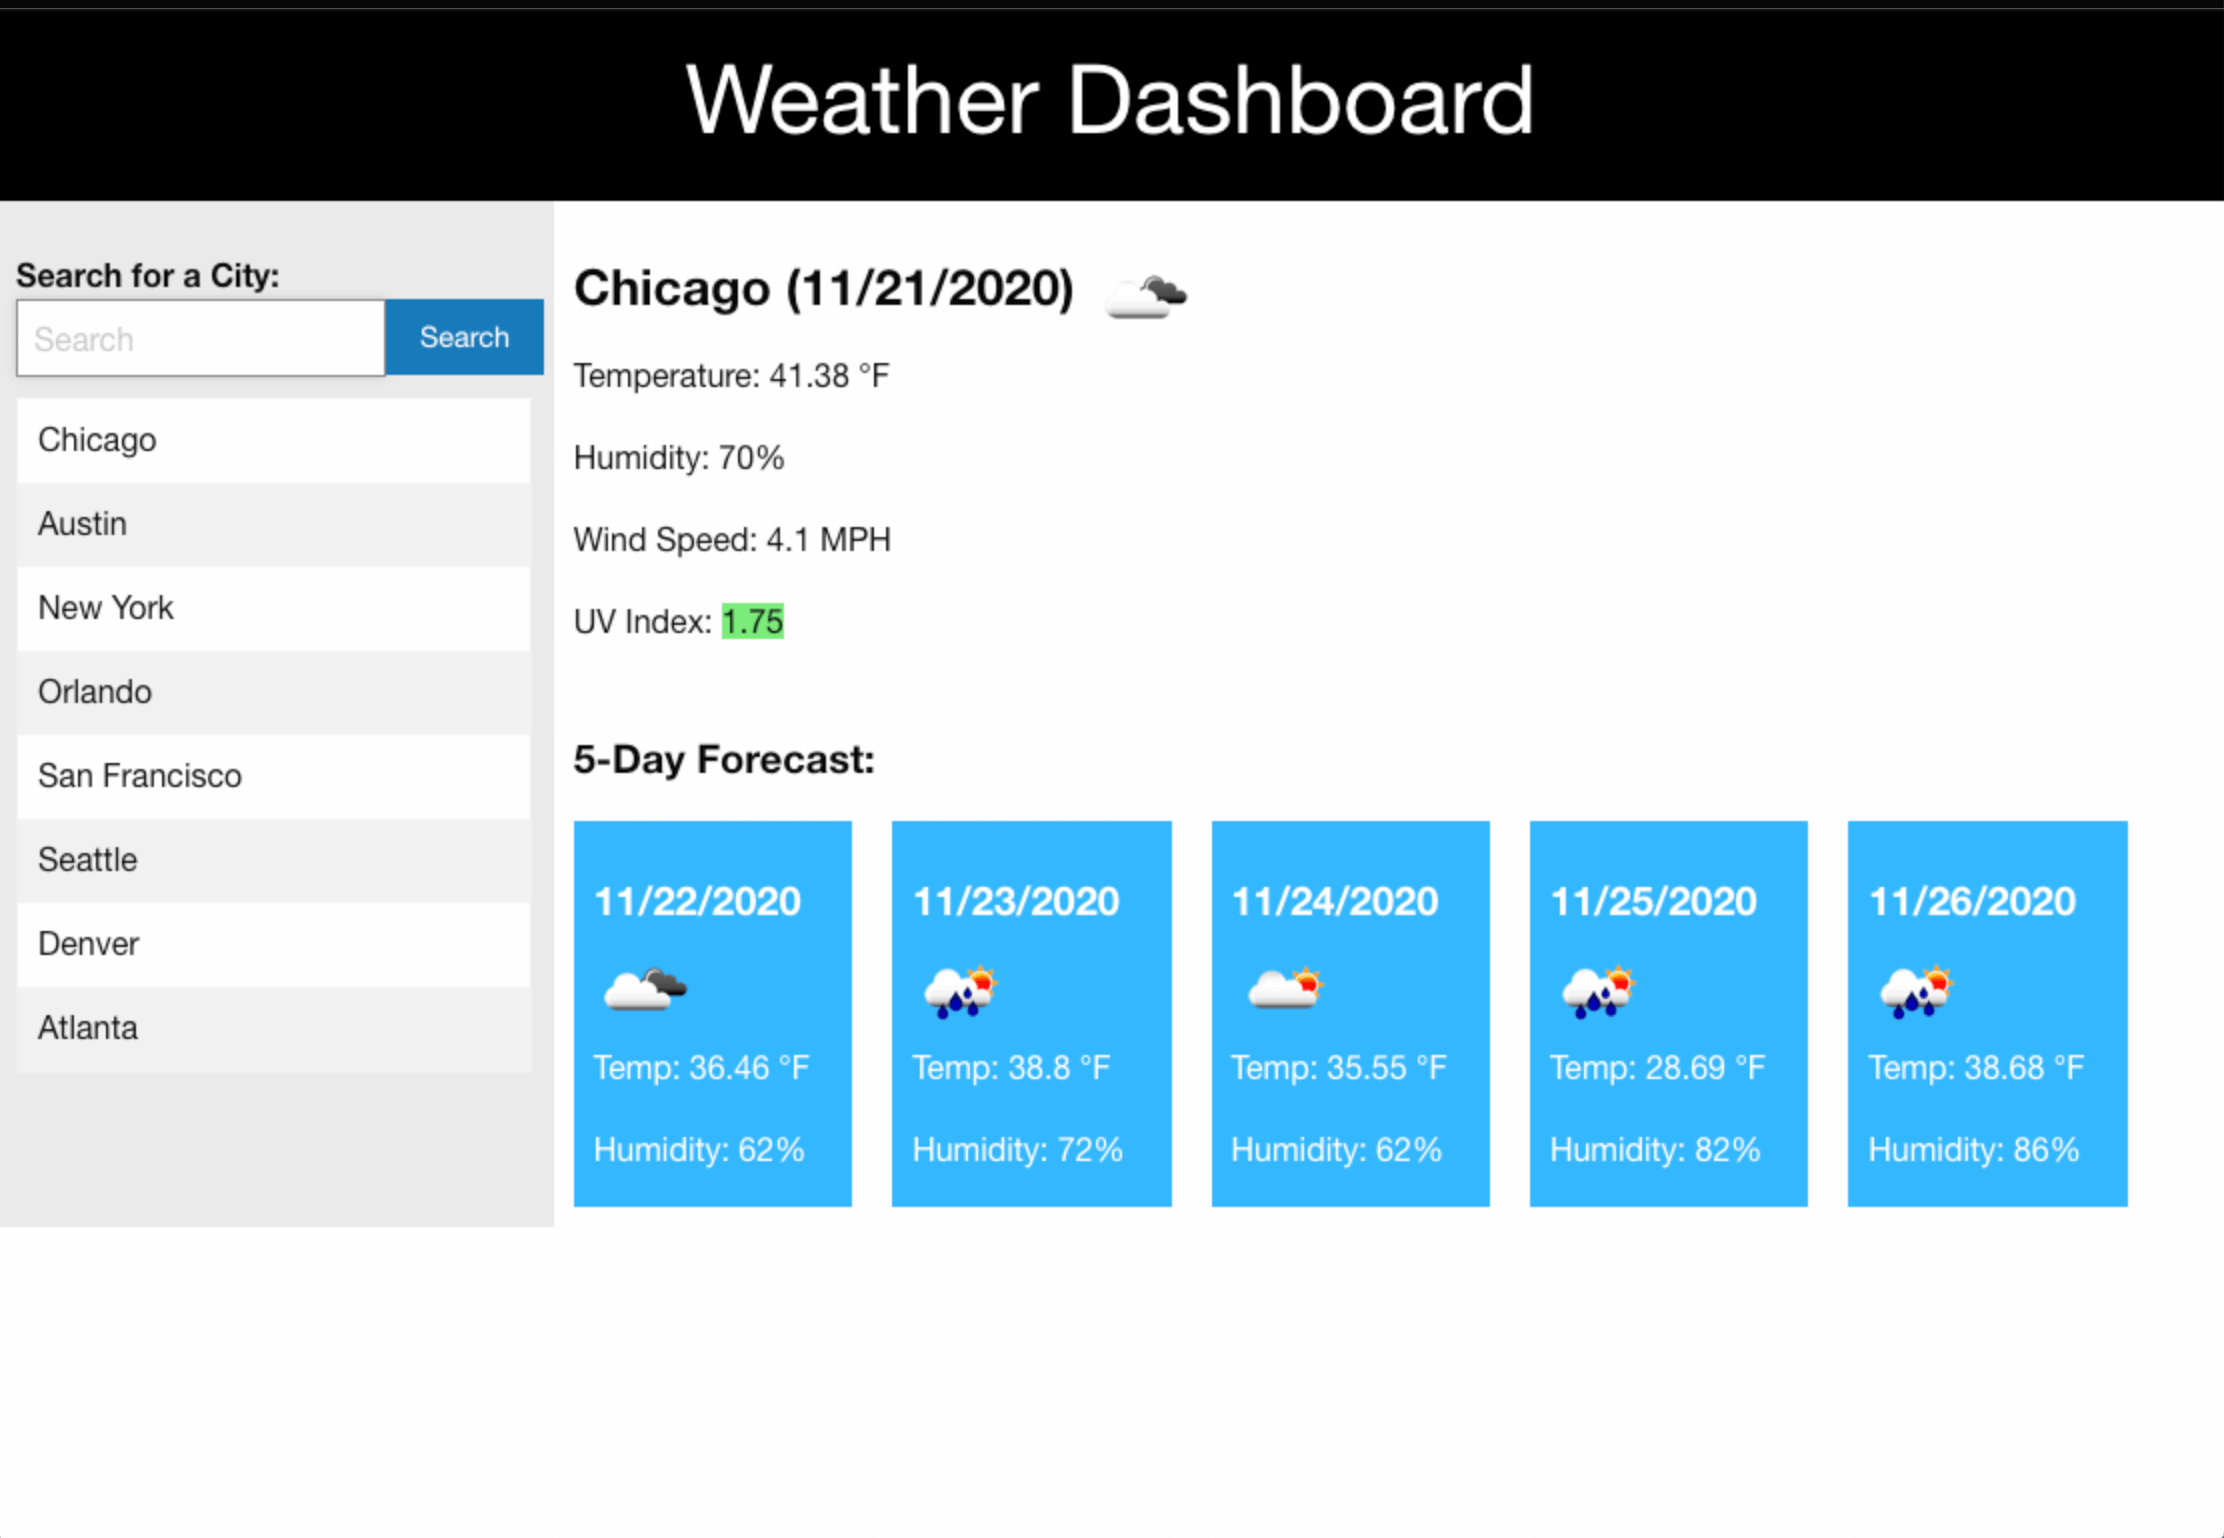 Weather Dashboard
Search for a City:
Search
Search
Chicago
Austin
New York
Orlando
San Francisco
Seattle
Denver
Atlanta
Chicago (11/21/2020)
Temperature: 41.38 °F
Humidity: 70%
Wind Speed: 4.1 MPH
UV Index: 1.75
5-Day Forecast:
11/22/2020
Temp: 36.46 °F
Humidity: 62%
11/23/2020
Temp: 38.8 °F
Humidity: 72%
11/24/2020
Temp: 35.55 °F
Humidity: 62%
11/25/2020
Temp: 28.69 °F
Humidity: 82%
11/26/2020
Temp: 38.68 °F
Humidity: 86%